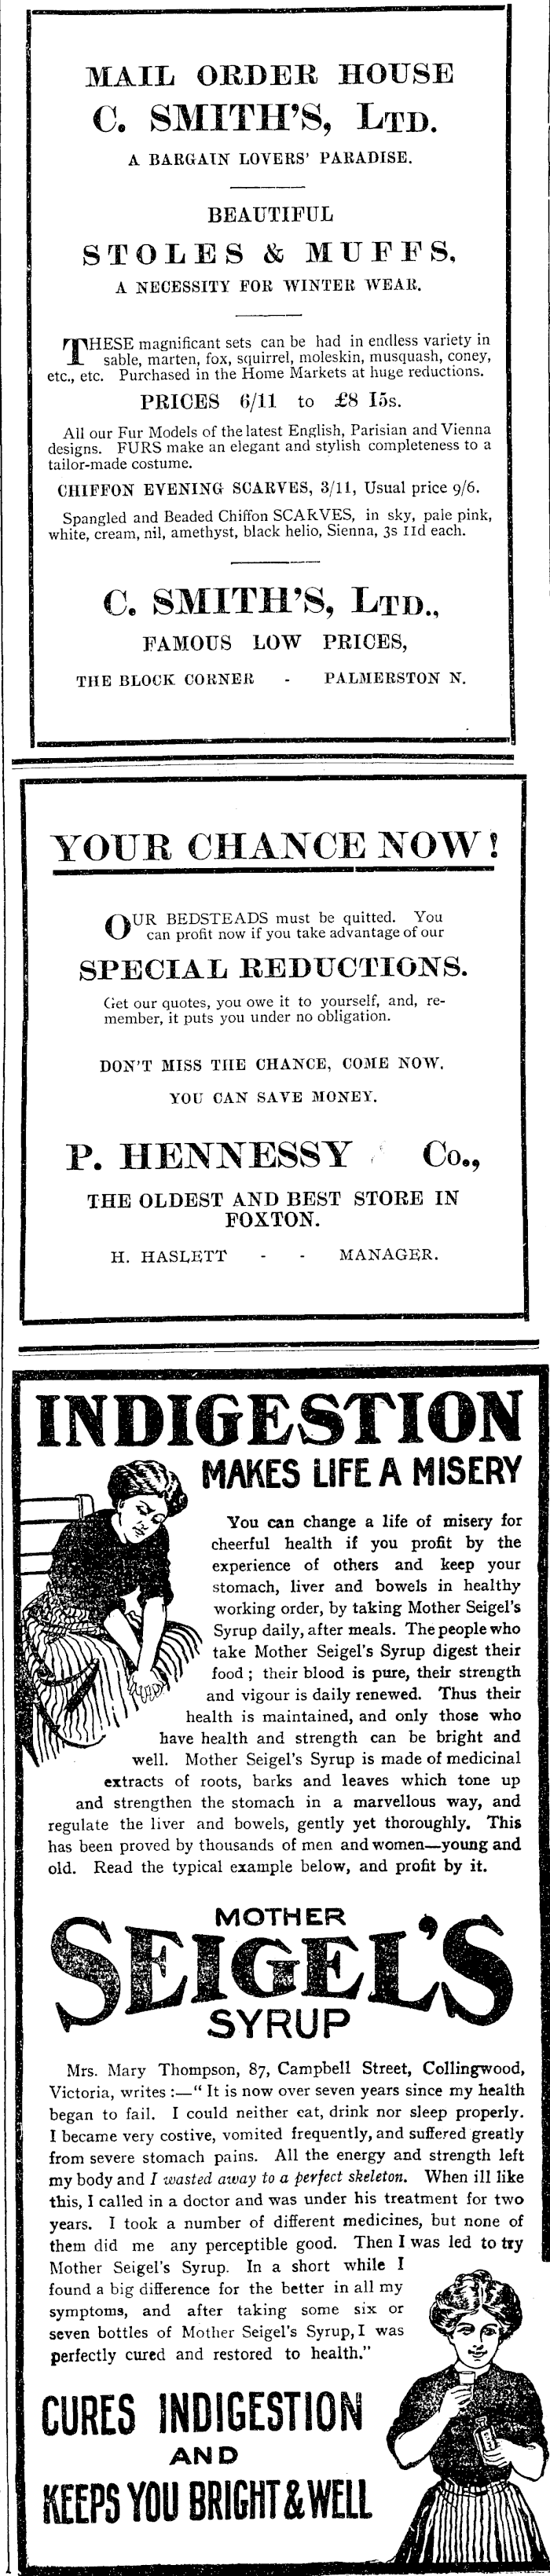 MAIL ORDER HOUSE
C. SMITH'S, LTD.
A BARGAIN LOVERS' PARADISE.
BEAUTIFUL
STOLES & MUFFS,
A NECESSITY FOR WINTER WEAR.
THESE magnificent sets can be had in endless variety in
sable, marten, fox, squirrel, moleskin, musquash, coney,
etc., etc. Purchased in the Home Markets at huge reductions.
PRICES 6/11 to £8 15s.
All our Fur Models of the latest English, Parisian and Vienna
designs. FURS make an elegant and stylish completeness to a
tailor-made costume.
CHIFFON EVENING SCARVES, 3/11, Usual price 9/6.
Spangled and Beaded Chiffon SCARVES, in sky, pale pink,
white, cream, nil, amethyst, black helio, Sienna, 3s 11d each.
C. SMITH'S, LTD.,
FAMOUS LOW PRICES,
THE BLOCK CORNER - PALMERSTON N.
YOUR CHANCE NOW!
OUR BEDSTEADS must be quitted. You
can profit now if you take advantage of our
SPECIAL REDUCTIONS.
Get our quotes, you owe it to yourself, and, re-
member, it puts you under no obligation.
DON'T MISS THE CHANCE, COME NOW.
YOU CAN SAVE MONEY.
P. HENNESSY Co.,
THE OLDEST AND BEST STORE IN
FOXTON.
H. HASLETT - - MANAGER.
INDIGESTION
MAKES LIFE A MISERY
You can change a life of misery for
cheerful health if you profit by the
experience of others and keep your
stomach, liver and bowels in healthy
working order, by taking Mother Seigel's
Syrup daily, after meals. The people who
take Mother Seigel's Syrup digest their
food; their blood is pure, their strength
and vigour is daily renewed. Thus their
health is maintained, and only those who
have health and strength can be bright and
well. Mother Seigel's Syrup is made of medicinal
extracts of roots, barks and leaves which tone up
and strengthen the stomach in a marvellous way, and
regulate the liver and bowels, gently yet thoroughly. This
has been proved by thousands of men and women—young and
old. Read the typical example below, and profit by it.
MOTHER
SEIGEL'S
SYRUP
Mrs. Mary Thompson, 87, Campbell Street, Collingwood,
Victoria, writes :—"It is now over seven years since my health
began to fail. I could neither eat, drink nor sleep properly.
I became very costive, vomited frequently, and suffered greatly
from severe stomach pains. All the energy and strength left
my body and I wasted away to a perfect skeleton. When ill like
this, I called in a doctor and was under his treatment for two
years. I took a number of different medicines, but none of
them did me any perceptible good. Then I was led to try
Mother Seigel's Syrup. In a short while I
found a big difference for the better in all my
symptoms, and after taking some six or
seven bottles of Mother Seigel's Syrup, I was
perfectly cured and restored to health."
CURES INDIGESTION
AND
KEEPS YOU BRIGHT & WELL